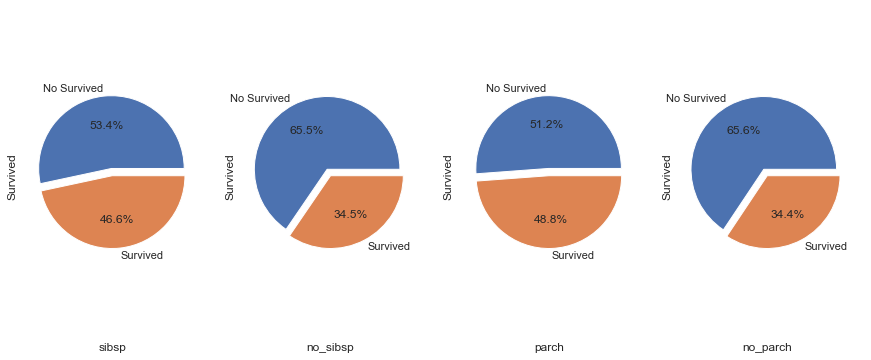 No Survived
53.4%
Survived
46.6%
Survived
sibsp
No Survived
65.5%
Survived
34.5%
Survived
no_sibsp
No Survived
51.2%
Survived
48.8%
Survived
parch
No Survived
65.6%
Survived
34.4%
Survived
no_parch